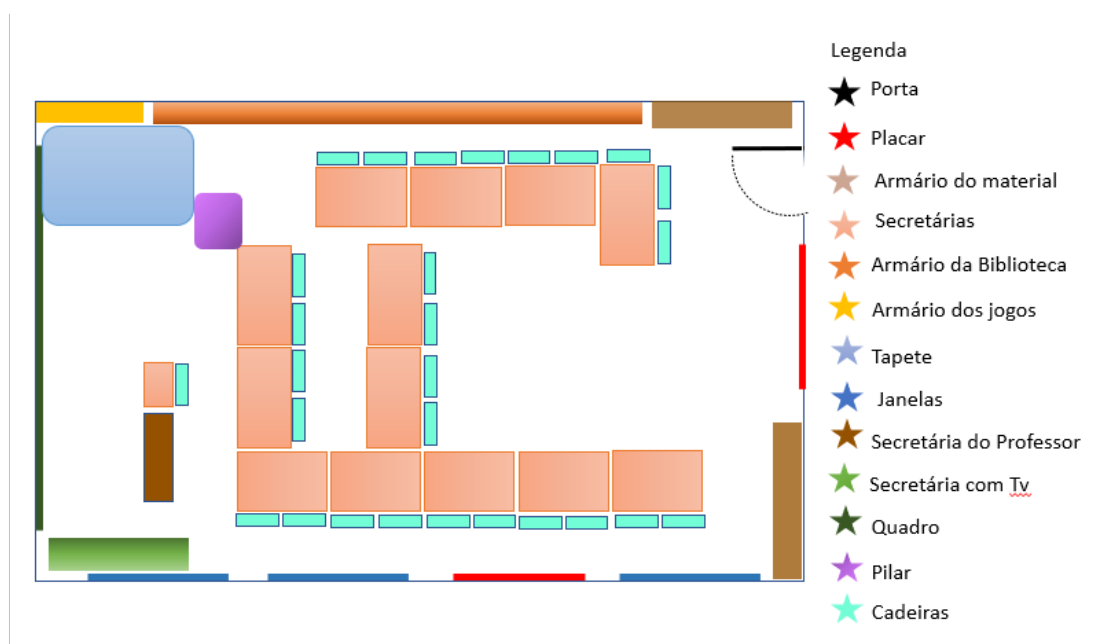 Legenda
Porta
Placar
Armário do material
Secretárias
Armário da Biblioteca
Armário dos jogos
Tapete
Janelas
Secretária do Professor
Secretária com Tv
Quadro
Pilar
Cadeiras